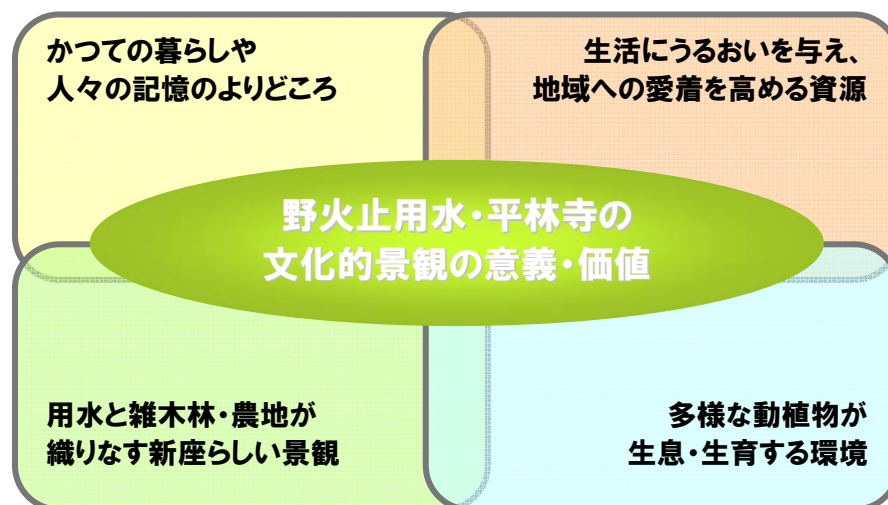 かつての暮らしや
人々の記憶のよりどころ
生活にうるおいを与え、
地域への愛着を高める資源
野火止用水・平林寺の
文化的景観の意義・価値
用水と雑木林・農地が
織りなす新座らしい景観
多様な動植物が
生息・生育する環境